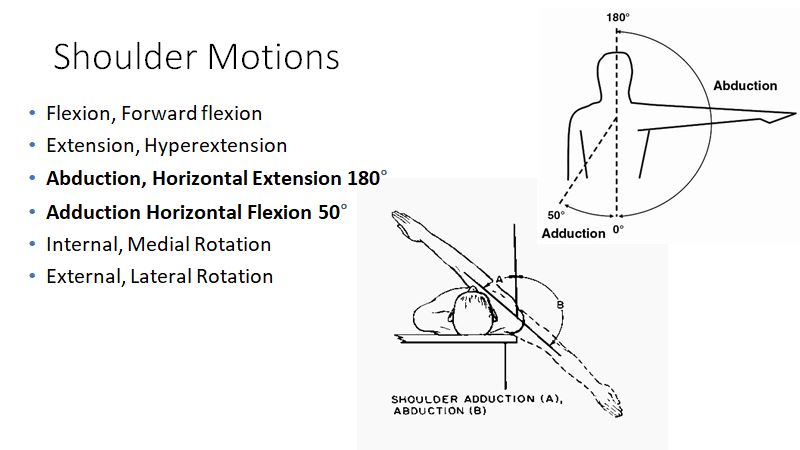 Shoulder Motions
• Flexion, Forward flexion
• Extension, Hyperextension
• Abduction, Horizontal Extension 180°
• Adduction Horizontal Flexion 50°
• Internal, Medial Rotation
• External, Lateral Rotation
180°
Abduction
50°
Adduction
0°
A
B
SHOULDER ADDUCTION (A),
ABDUCTION (B)